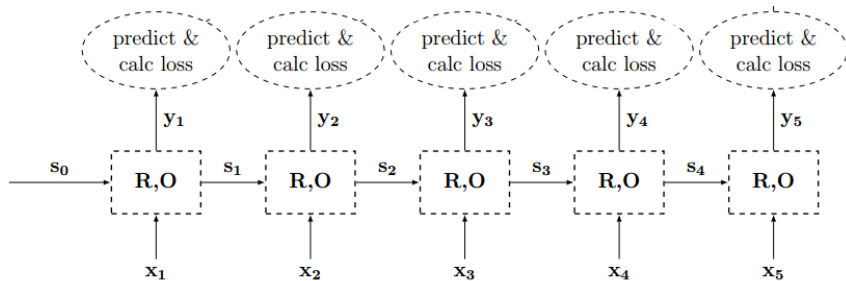 predict &
calc loss
predict &
calc loss
predict &
calc loss
predict &
calc loss
predict &
calc loss
y₁
y₂
y₃
y₄
y₅
s₀
R,O
s₁
R,O
s₂
R,O
s₃
R,O
s₄
R,O
x₁
x₂
x₃
x₄
x₅